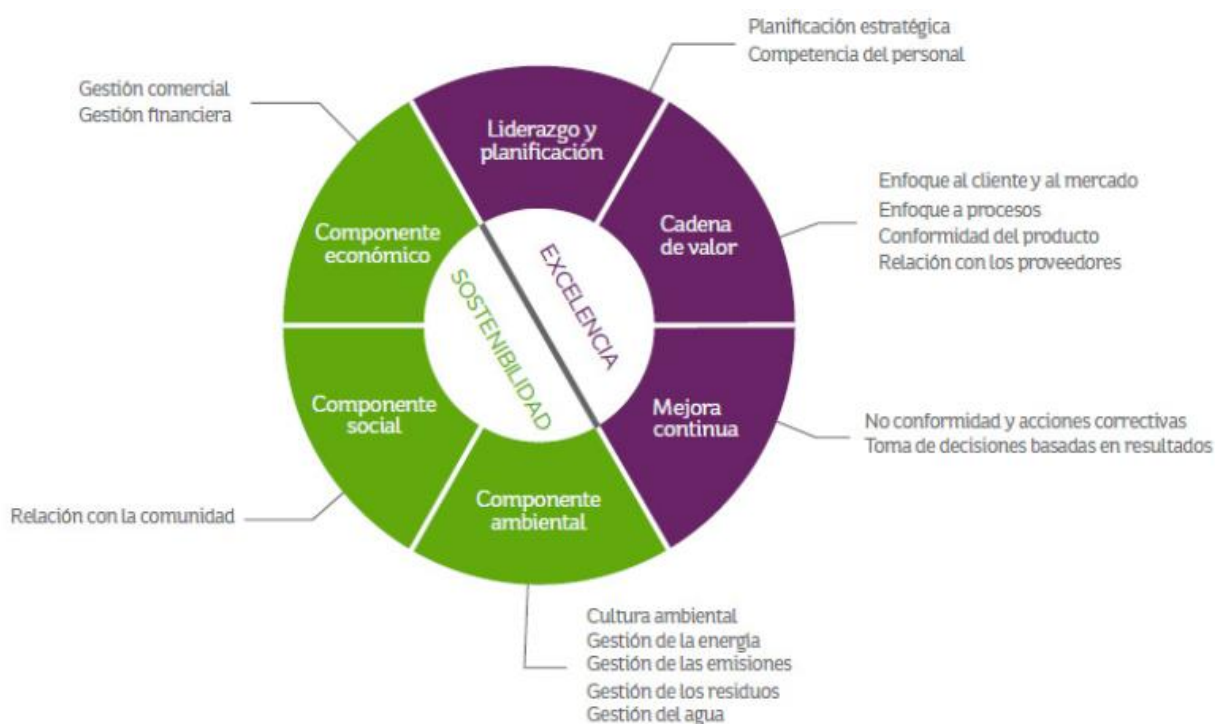 Planificación estratégica
Competencia del personal
Gestión comercial
Gestión financiera
Liderazgo y
planificación
Enfoque al cliente y al mercado
Enfoque a procesos
Conformidad del producto
Relación con los proveedores
Cadena
de valor
Componente
económico
EXCELENCIA
SOSTENIBILIDAD
Componente
social
Mejora
continua
No conformidad y acciones correctivas
Toma de decisiones basadas en resultados
Componente
ambiental
Relación con la comunidad
Cultura ambiental
Gestión de la energía
Gestión de las emisiones
Gestión de los residuos
Gestión del agua